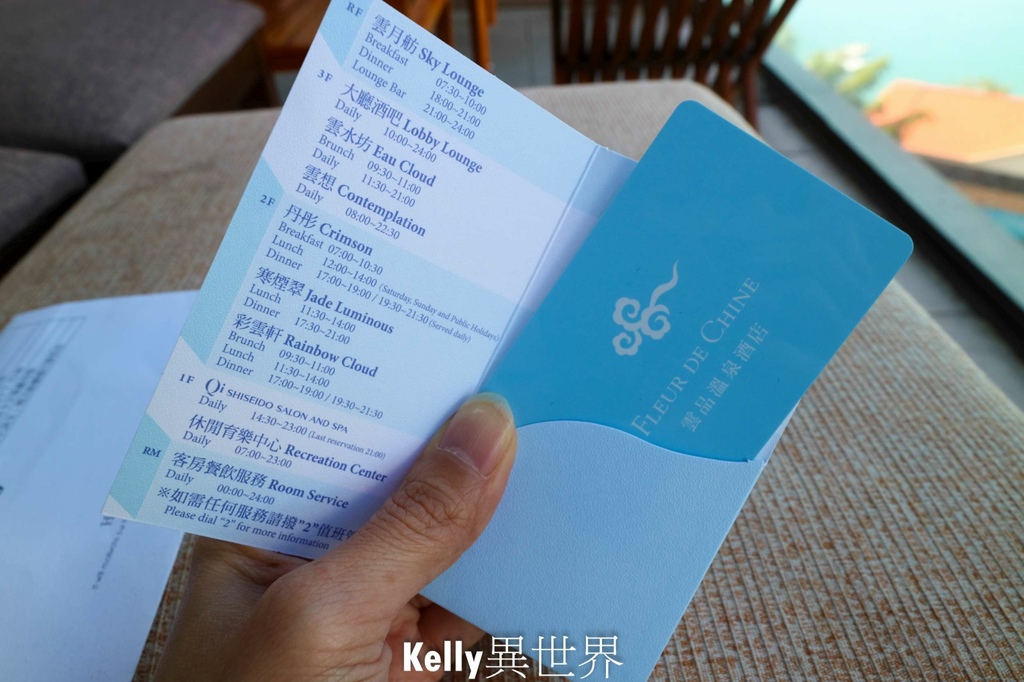 RF
雲月舫 Sky Lounge
Breakfast 07:30~10:00
Dinner 18:00~21:00
Lounge Bar 21:00~24:00
3F
大廳酒吧 Lobby Lounge
Daily 10:00~24:00
雲水坊 Eau Cloud
Brunch 09:30~11:00
Daily 11:30~21:00
雲想 Contemplation
Daily 08:00~22:30
2F
丹彤 Crimson
Breakfast 07:00~10:30
Lunch 12:00~14:00 (Saturday, Sunday and Public Holidays)
Dinner 17:00~19:00 / 19:30~21:30 (Served daily)
寒煙翠 Jade Luminous
Lunch 11:30~14:00
Dinner 17:30~21:00
彩雲軒 Rainbow Cloud
Brunch 09:30~11:00
Lunch 11:30~14:00
Dinner 17:00~19:00 / 19:30~21:30
1F
Qi SHISEIDO SALON AND SPA
Daily 14:30~23:00 (Last reservation 21:00)
休閒育樂中心 Recreation Center
Daily 07:00~23:00
RM
客房餐飲服務 Room Service
Daily 00:00~24:00
※如需任何服務請撥"2"值班
Please dial "2" for more information
FLEUR DE CHINE
雲品溫泉酒店
Kelly異世界